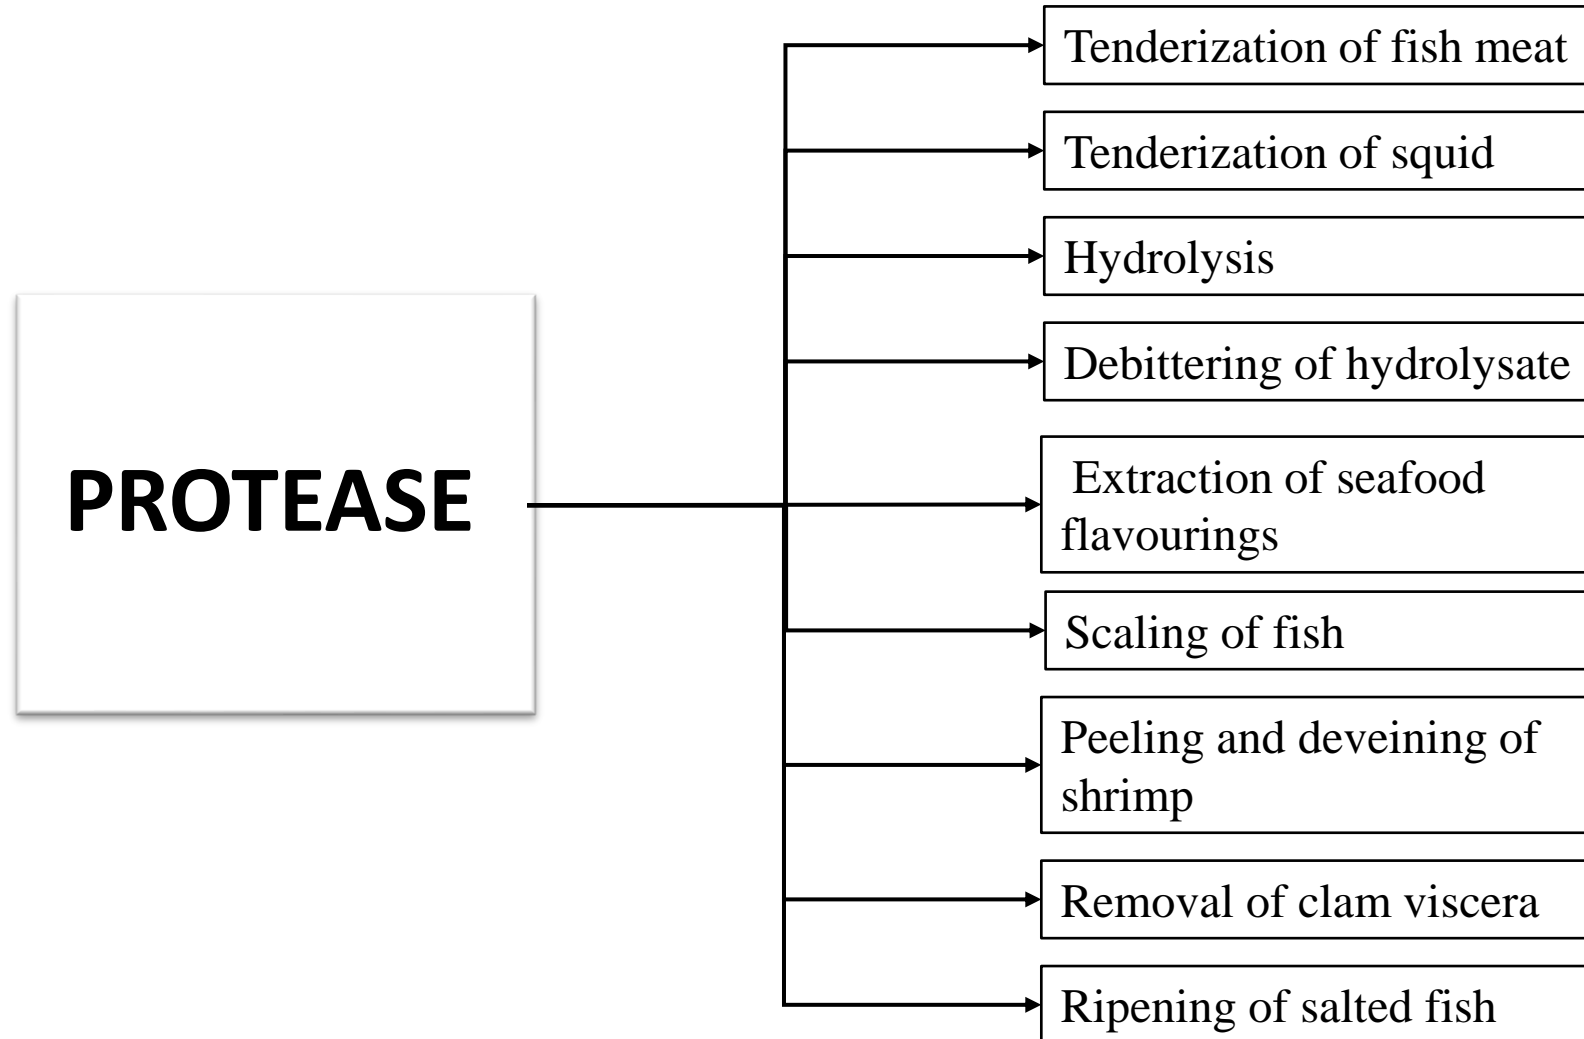 Tenderization of fish meat
Tenderization of squid
Hydrolysis
Debittering of hydrolysate
PROTEASE
Extraction of seafood
flavourings
Scaling of fish
Peeling and deveining of
shrimp
Removal of clam viscera
Ripening of salted fish